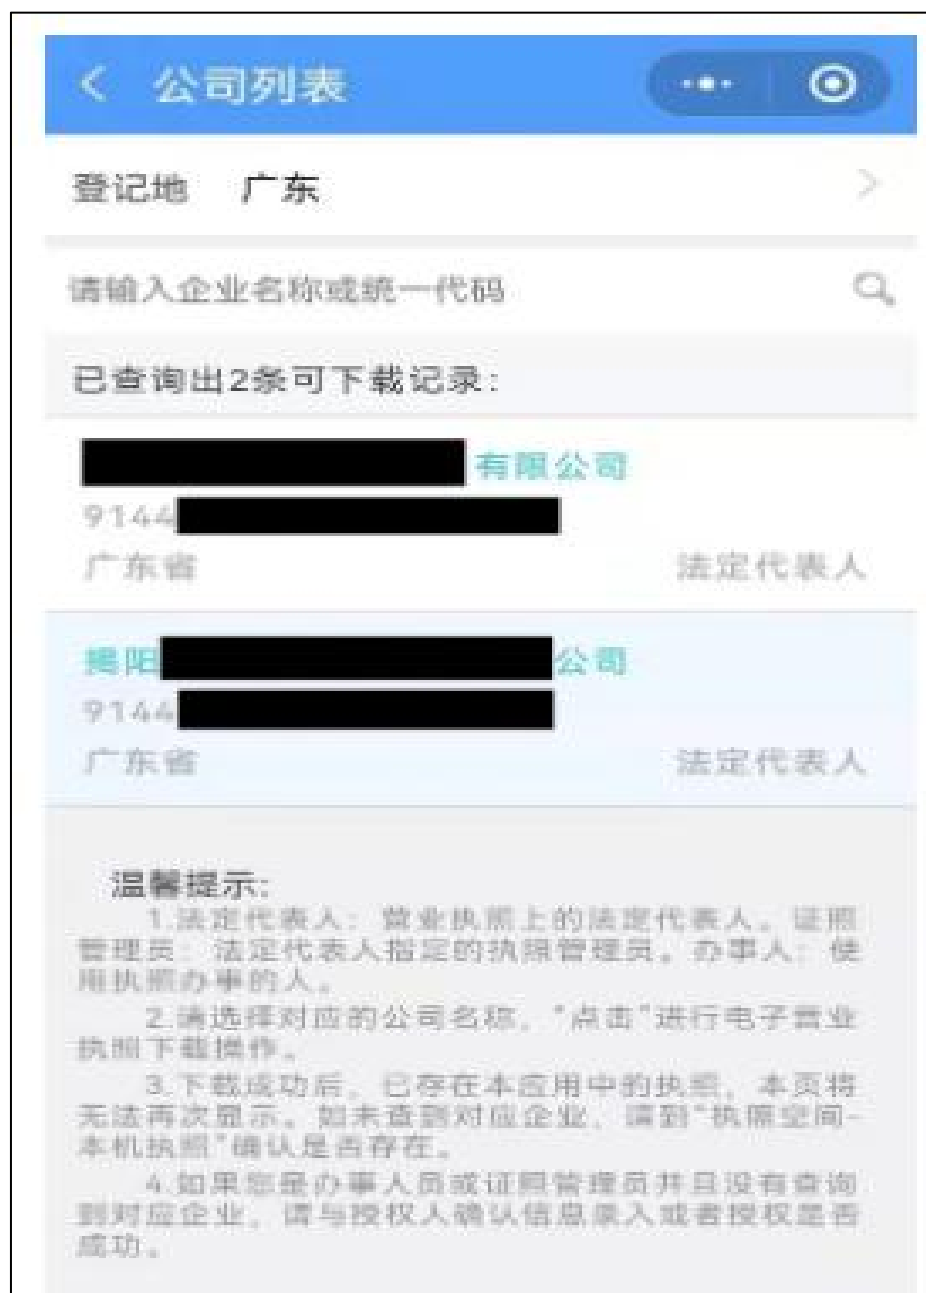 公司列表
登记地 广东
请输入企业名称或统一代码
已查询出2条可下载记录：
有限公司
9144
广东省 法定代表人
揭阳 公司
9144
广东省 法定代表人
温馨提示：
1.法定代表人：营业执照上的法定代表人。证照
管理员：法定代表人指定的执照管理员。办事人：使
用执照办事的人。
2.请选择对应的公司名称，“点击”进行电子营业
执照下载操作。
3.下载成功后，已存在本应用中的执照，本页将
无法再次显示。如未查到对应企业，请到“执照空间-
本机执照”确认是否存在。
4.如果您是办事人员或证照管理员并且没有查询
到对应企业，请与授权人确认信息录入或者授权是否
成功。